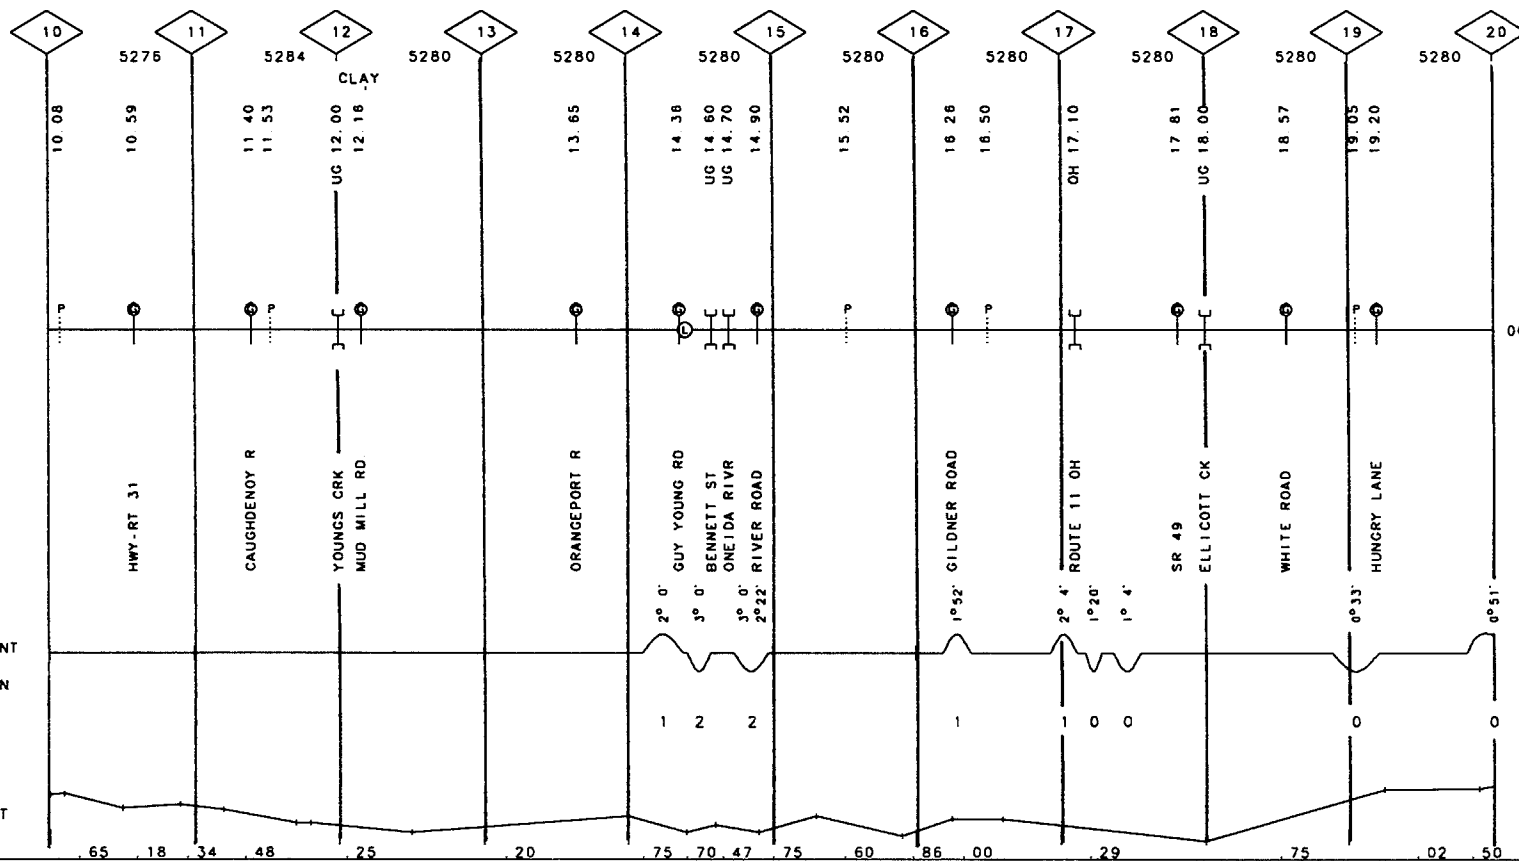 10 11 12 13 14 15 16 17 18 19 20
5276 5284 5280 5280 5280 5280 5280 5280 5280 5280
CLAY
10.08
10.59
11.40
11.53
UG 12.00
12.16
13.65
14.38
UG 14.60
UG 14.70
14.90
15.52
16.26
16.50
OH 17.10
17.81
UG 18.00
18.57
19.05
19.20
P G G P G G G G P G P G G P G
L
HWY-RT 31
CAUGHDENOY R
YOUNGS CRK
MUD MILL RD
ORANGEPORT R
GUY YOUNG RD
BENNETT ST
ONEIDA RIVR
RIVER ROAD
GILDNER ROAD
ROUTE 11 OH
SR 49
ELLICOTT CK
WHITE ROAD
HUNGRY LANE
2° 0'
3° 0'
3° 0'
2°22'
1°52'
2° 4'
1°20'
1° 4'
0°33'
0°51'
NT
N
1 2 2 1 1 0 0 0 0
T
.65 .18 .34 .48 .25 .20 .75 .70 .47 .75 .60 .86 .00 .29 .75 .02 .50